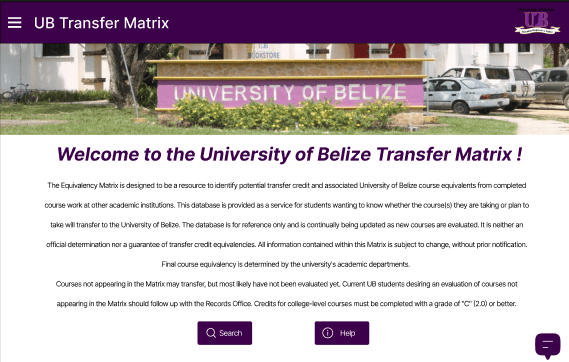 UB Transfer Matrix
UB
UB
BOOKSTORE
UNIVERSITY OF BELIZE
Welcome to the University of Belize Transfer Matrix !
The Equivalency Matrix is designed to be a resource to identify potential transfer credit and associated University of Belize course equivalents from completed
course work at other academic institutions. This database is provided as a service for students wanting to know whether the course(s) they are taking or plan to
take will transfer to the University of Belize. The database is for reference only and is continually being updated as new courses are evaluated. It is neither an
official determination nor a guarantee of transfer credit equivalencies. All information contained within this Matrix is subject to change, without prior notification.
Final course equivalency is determined by the university's academic departments.
Courses not appearing in the Matrix may transfer, but most likely have not been evaluated yet. Current UB students desiring an evaluation of courses not
appearing in the Matrix should follow up with the Records Office. Credits for college-level courses must be completed with a grade of "C" (2.0) or better.
Search
Help